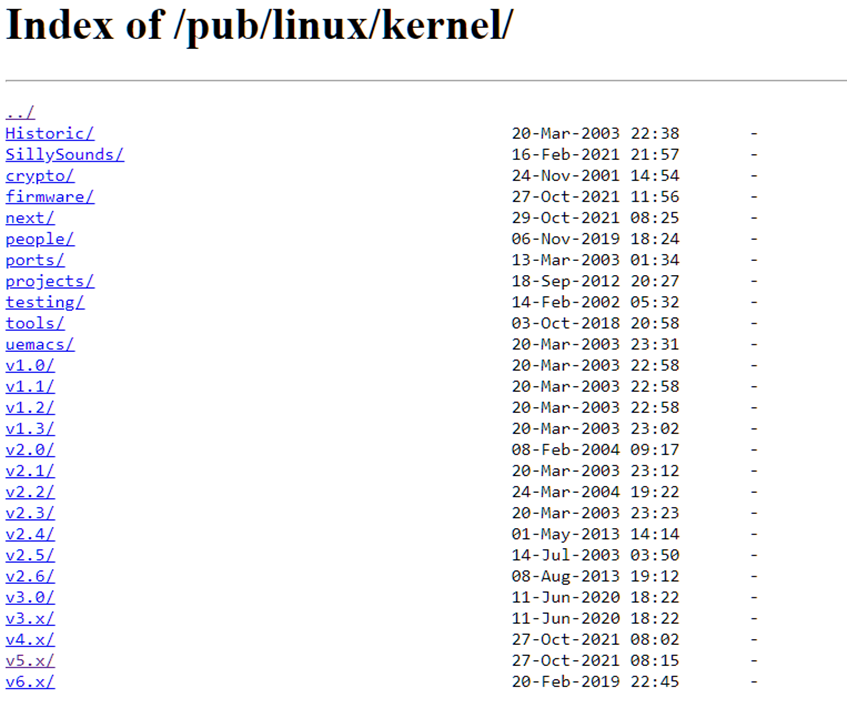 Index of /pub/linux/kernel/
../
Historic/ 20-Mar-2003 22:38 -
SillySounds/ 16-Feb-2021 21:57 -
crypto/ 24-Nov-2001 14:54 -
firmware/ 27-Oct-2021 11:56 -
next/ 29-Oct-2021 08:25 -
people/ 06-Nov-2019 18:24 -
ports/ 13-Mar-2003 01:34 -
projects/ 18-Sep-2012 20:27 -
testing/ 14-Feb-2002 05:32 -
tools/ 03-Oct-2018 20:58 -
uemacs/ 20-Mar-2003 23:31 -
v1.0/ 20-Mar-2003 22:58 -
v1.1/ 20-Mar-2003 22:58 -
v1.2/ 20-Mar-2003 22:58 -
v1.3/ 20-Mar-2003 23:02 -
v2.0/ 08-Feb-2004 09:17 -
v2.1/ 20-Mar-2003 23:12 -
v2.2/ 24-Mar-2004 19:22 -
v2.3/ 20-Mar-2003 23:23 -
v2.4/ 01-May-2013 14:14 -
v2.5/ 14-Jul-2003 03:50 -
v2.6/ 08-Aug-2013 19:12 -
v3.0/ 11-Jun-2020 18:22 -
v3.x/ 11-Jun-2020 18:22 -
v4.x/ 27-Oct-2021 08:02 -
v5.x/ 27-Oct-2021 08:15 -
v6.x/ 20-Feb-2019 22:45 -